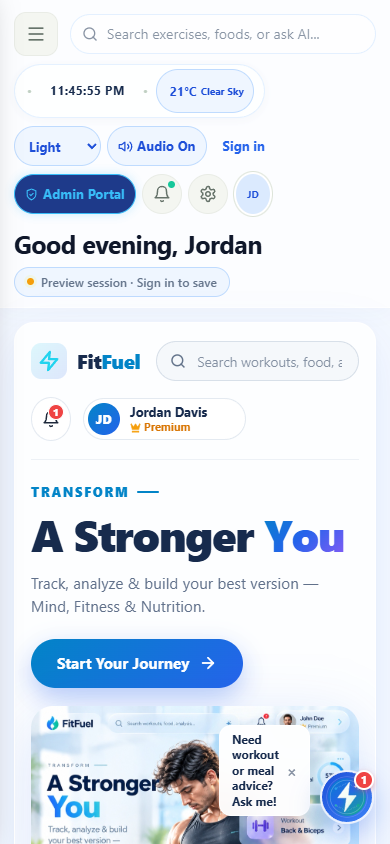 Search exercises, foods, or ask AI...
11:45:55 PM
21°C Clear Sky
Light
Audio On
Sign in
Admin Portal
JD
Good evening, Jordan
Preview session · Sign in to save
FitFuel
Search workouts, food, a
1
JD
Jordan Davis
Premium
TRANSFORM
A Stronger You
Track, analyze & build your best version —
Mind, Fitness & Nutrition.
Start Your Journey
FitFuel
John Doe
TRANSFORM
A Stronger
You
Track, analyze & build
your best version —
Need
workout
or meal
advice?
Ask me!
×
1
Workout
Back & Biceps